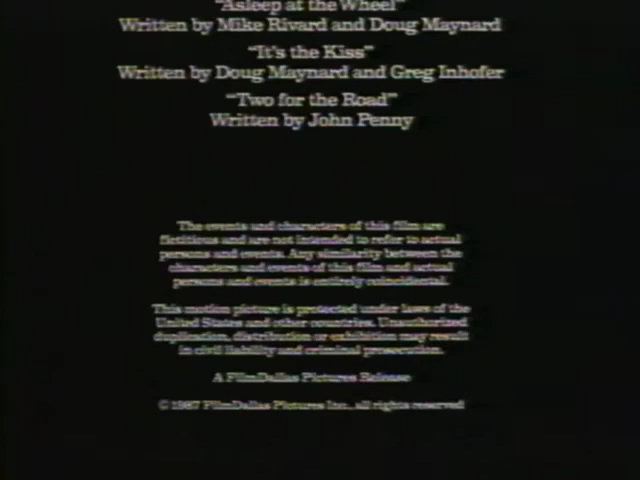 "Asleep at the Wheel"
Written by Mike Rivard and Doug Maynard
"It's the Kiss"
Written by Doug Maynard and Greg Inhofer
"Two for the Road"
Written by John Penny
The events and characters of this film are
fictitious and are not intended to refer to actual
persons and events. Any similarity between the
characters and events of this film and actual
persons and events is entirely coincidental.
This motion picture is protected under laws of the
United States and other countries. Unauthorized
duplication, distribution or exhibition may result
in civil liability and criminal prosecution.
A FilmDallas Pictures Release
© 1987 FilmDallas Pictures Inc., all rights reserved